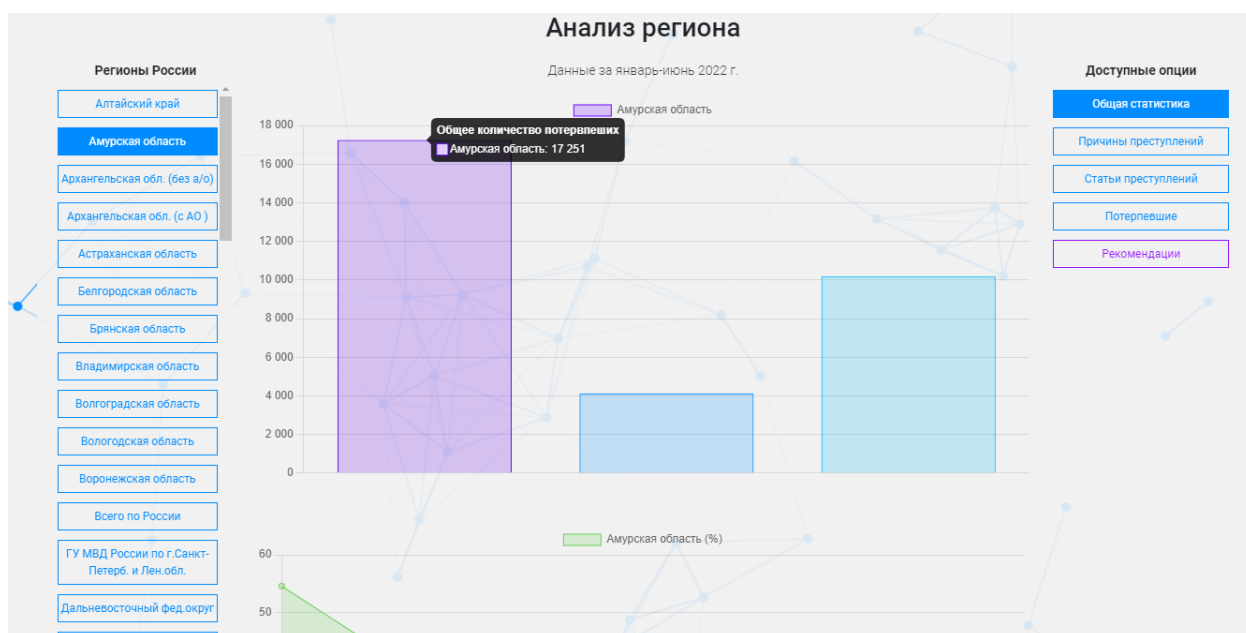 Анализ региона
Регионы России
Алтайский край
Амурская область
Архангельская обл. (без а/о)
Архангельская обл. (с АО )
Астраханская область
Белгородская область
Брянская область
Владимирская область
Волгоградская область
Вологодская область
Воронежская область
Всего по России
ГУ МВД России по г.Санкт-
Петерб. и Лен.обл.
Дальневосточный фед.округ
Данные за январь-июнь 2022 г.
Амурская область
18 000
16 000
14 000
12 000
10 000
8 000
6 000
4 000
2 000
0
Общее количество потервпеших
Амурская область: 17 251
Амурская область (%)
60
50
Доступные опции
Общая статистика
Причины преступлений
Статьи преступлений
Потерпевшие
Рекомендации